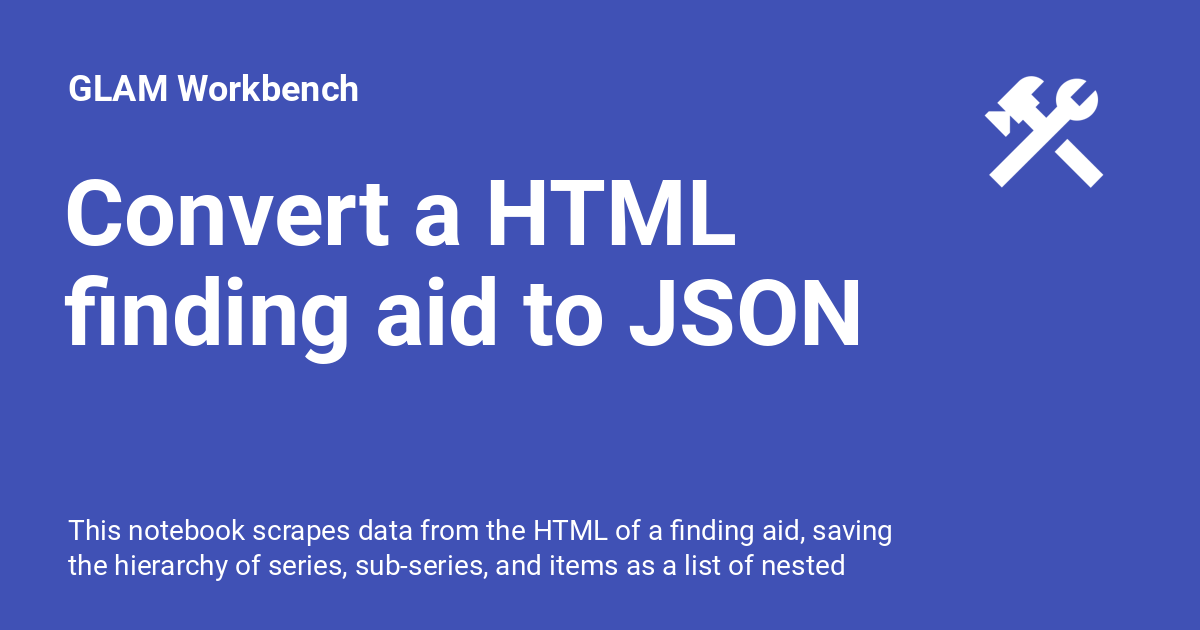 GLAM Workbench
Convert a HTML
finding aid to JSON
This notebook scrapes data from the HTML of a finding aid, saving
the hierarchy of series, sub-series, and items as a list of nested